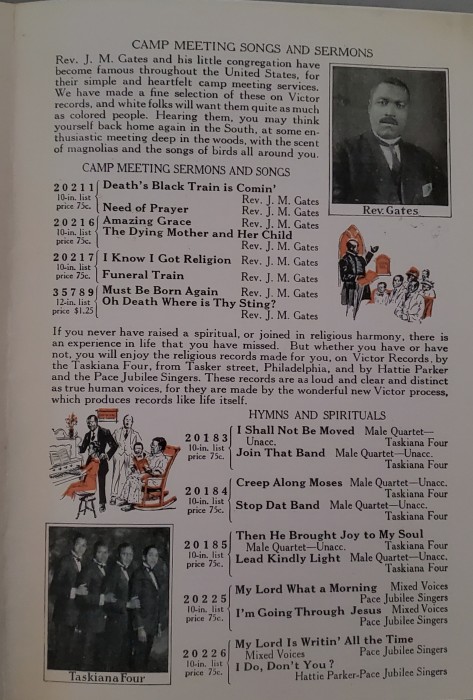 CAMP MEETING SONGS AND SERMONS
Rev. J. M. Gates and his little congregation have
become famous throughout the United States, for
their simple and heartfelt camp meeting services.
We have made a fine selection of these on Victor
records, and white folks will want them quite as much
as colored people. Hearing them, you may think
yourself back home again in the South, at some en-
thusiastic meeting deep in the woods, with the scent
of magnolias and the songs of birds all around you.
Rev. Gates
CAMP MEETING SERMONS AND SONGS
20211 Death's Black Train is Comin'
10-in. list Rev. J. M. Gates
price 75c. Need of Prayer Rev. J. M. Gates
20216 Amazing Grace Rev. J. M. Gates
10-in. list The Dying Mother and Her Child
price 75c. Rev. J. M. Gates
20217 I Know I Got Religion Rev. J. M. Gates
10-in. list
price 75c. Funeral Train Rev. J. M. Gates
35789 Must Be Born Again Rev. J. M. Gates
12-in. list Oh Death Where is Thy Sting?
price $1.25 Rev. J. M. Gates
If you never have raised a spiritual, or joined in religious harmony, there is
an experience in life that you have missed. But whether you have or have
not, you will enjoy the religious records made for you, on Victor Records, by
the Taskiana Four, from Tasker street, Philadelphia, and by Hattie Parker
and the Pace Jubilee Singers. These records are as loud and clear and distinct
as true human voices, for they are made by the wonderful new Victor process,
which produces records like life itself.
HYMNS AND SPIRITUALS
20183 I Shall Not Be Moved Male Quartet—
10-in. list Unacc. Taskiana Four
price 75c. Join That Band Male Quartet—Unacc.
Taskiana Four
20184 Creep Along Moses Male Quartet—Unacc.
10-in. list Taskiana Four
price 75c. Stop Dat Band Male Quartet—Unacc.
Taskiana Four
20185 Then He Brought Joy to My Soul
10-in. list Male Quartet—Unacc. Taskiana Four
price 75c. Lead Kindly Light Male Quartet—Unacc.
Taskiana Four
20225 My Lord What a Morning Mixed Voices
10-in. list Pace Jubilee Singers
price 75c. I'm Going Through Jesus Mixed Voices
Pace Jubilee Singers
20226 My Lord Is Writin' All the Time
10-in. list Mixed Voices Pace Jubilee Singers
price 75c. I Do, Don't You?
Hattie Parker-Pace Jubilee Singers
Taskiana Four